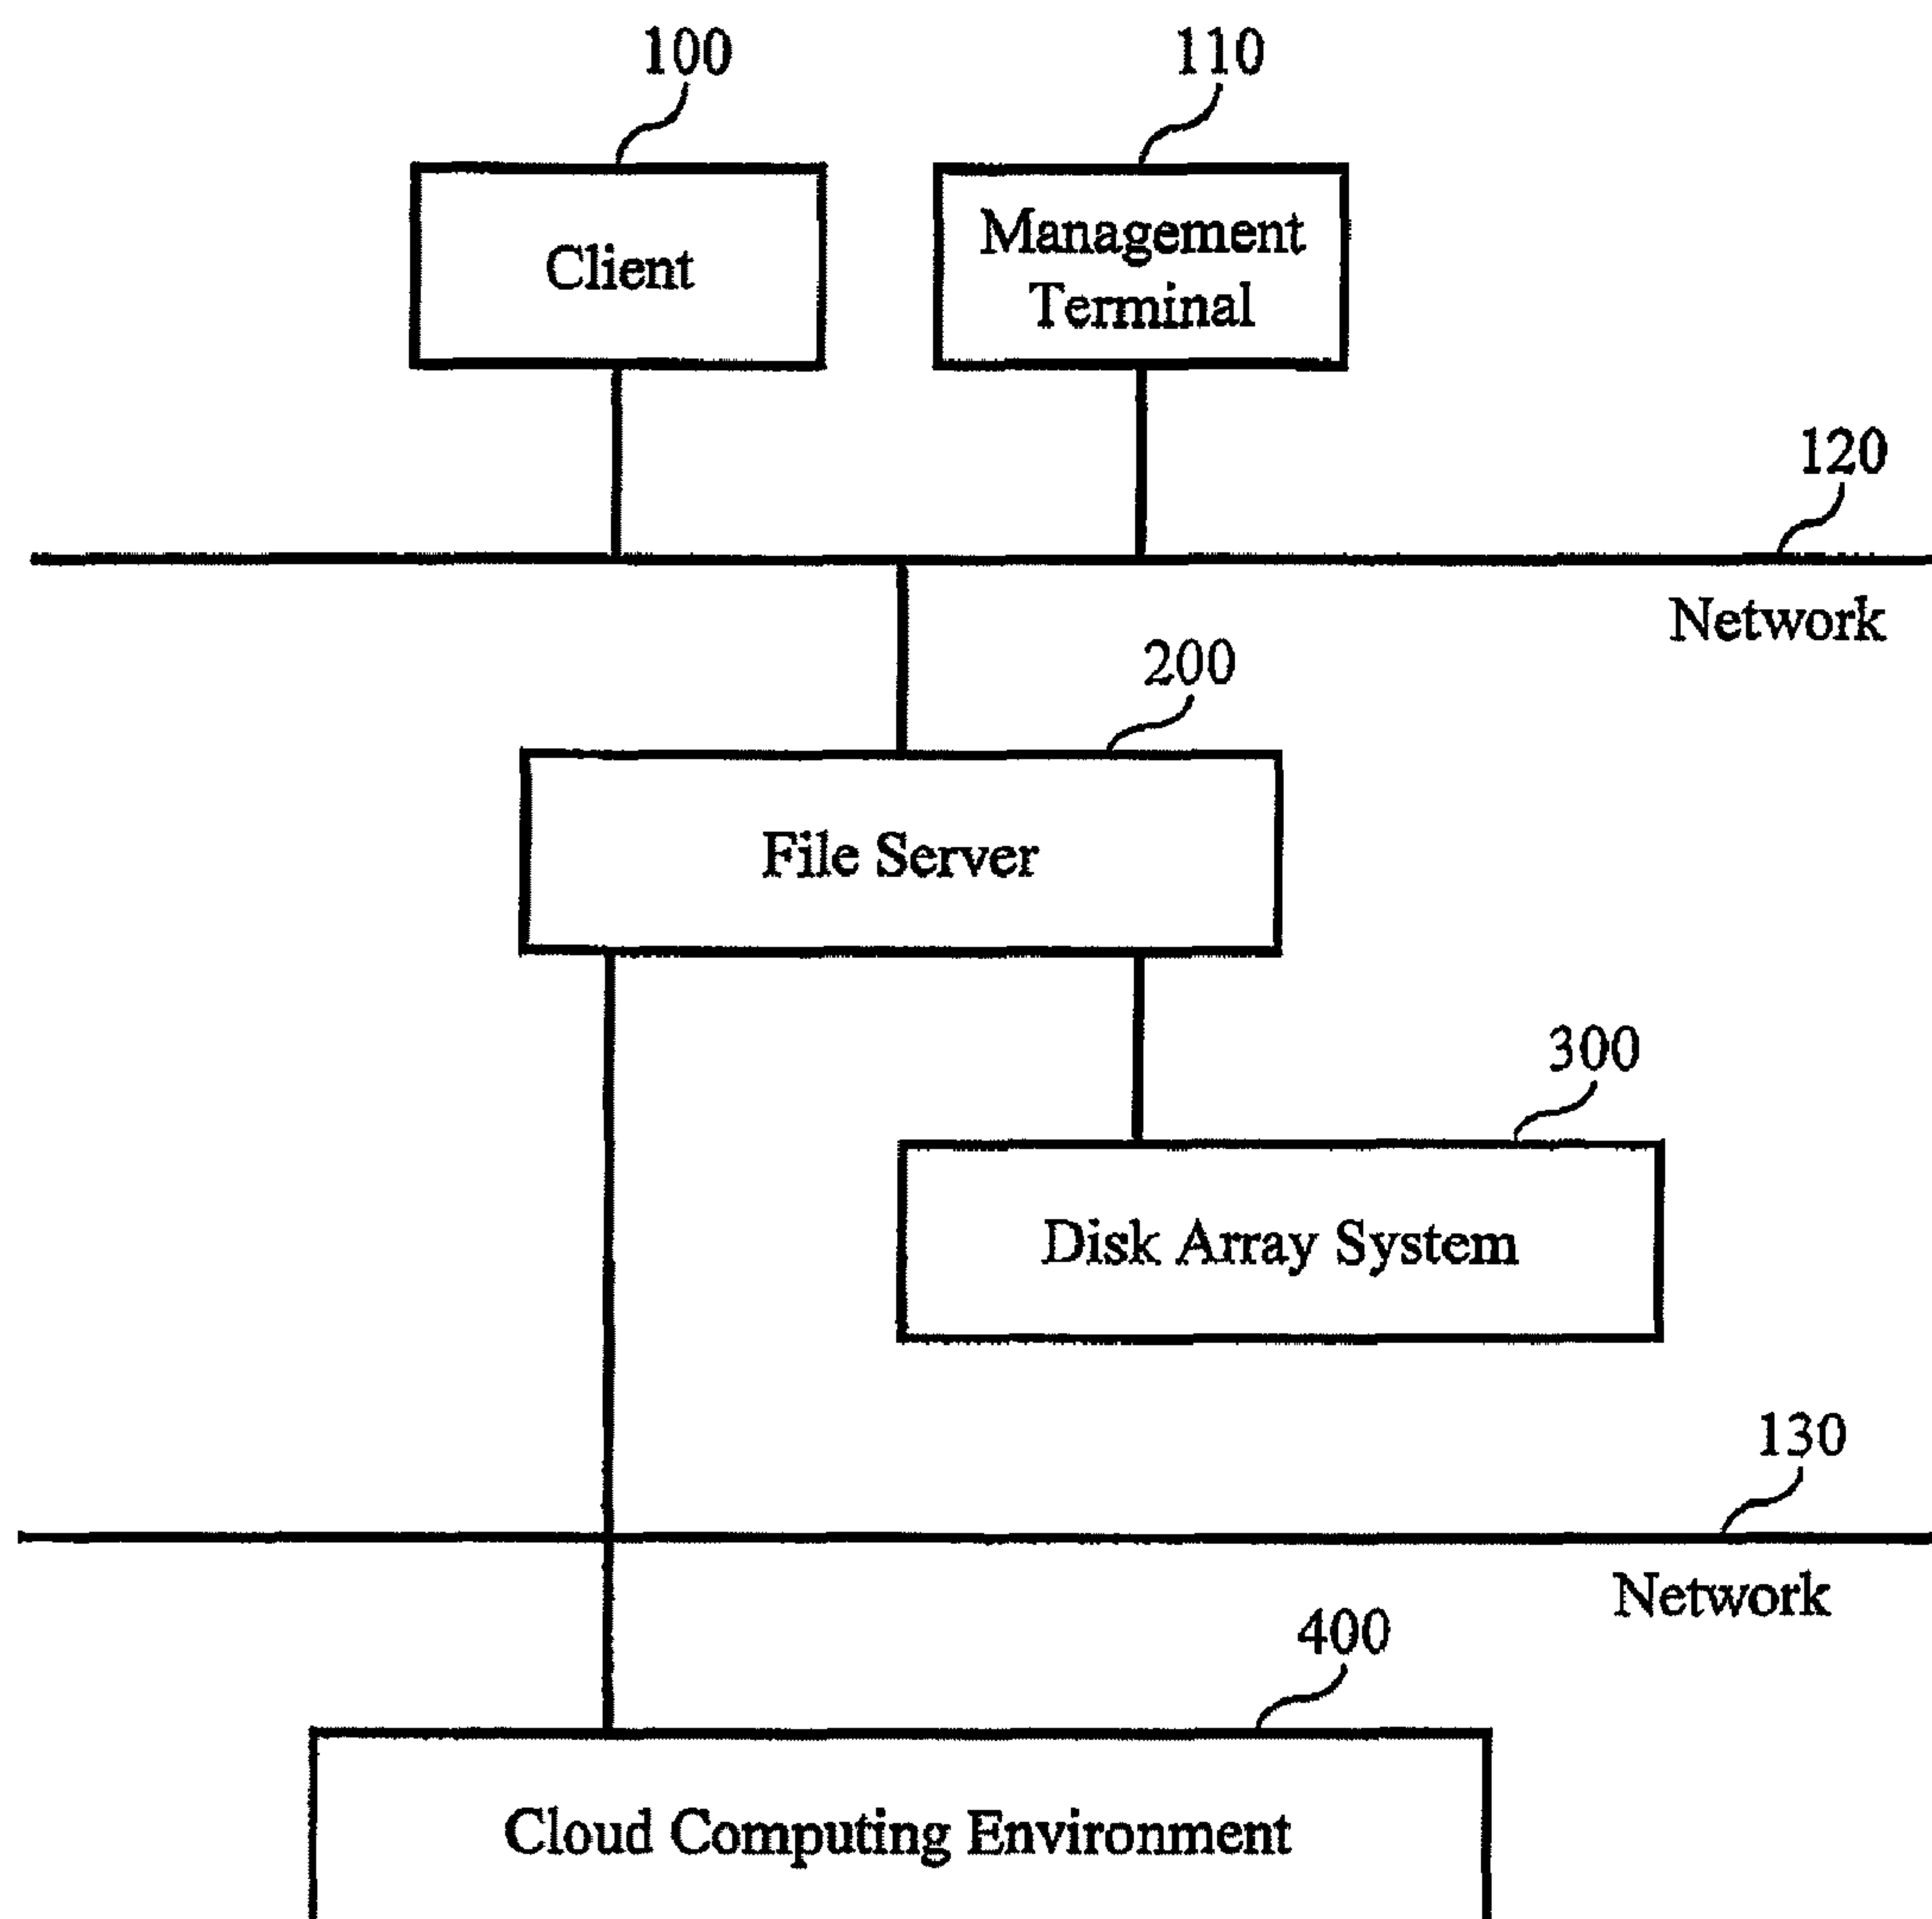 100
110
Client
Management
Terminal
120
Network
200
File Server
300
Disk Array System
130
Network
400
Cloud Computing Environment